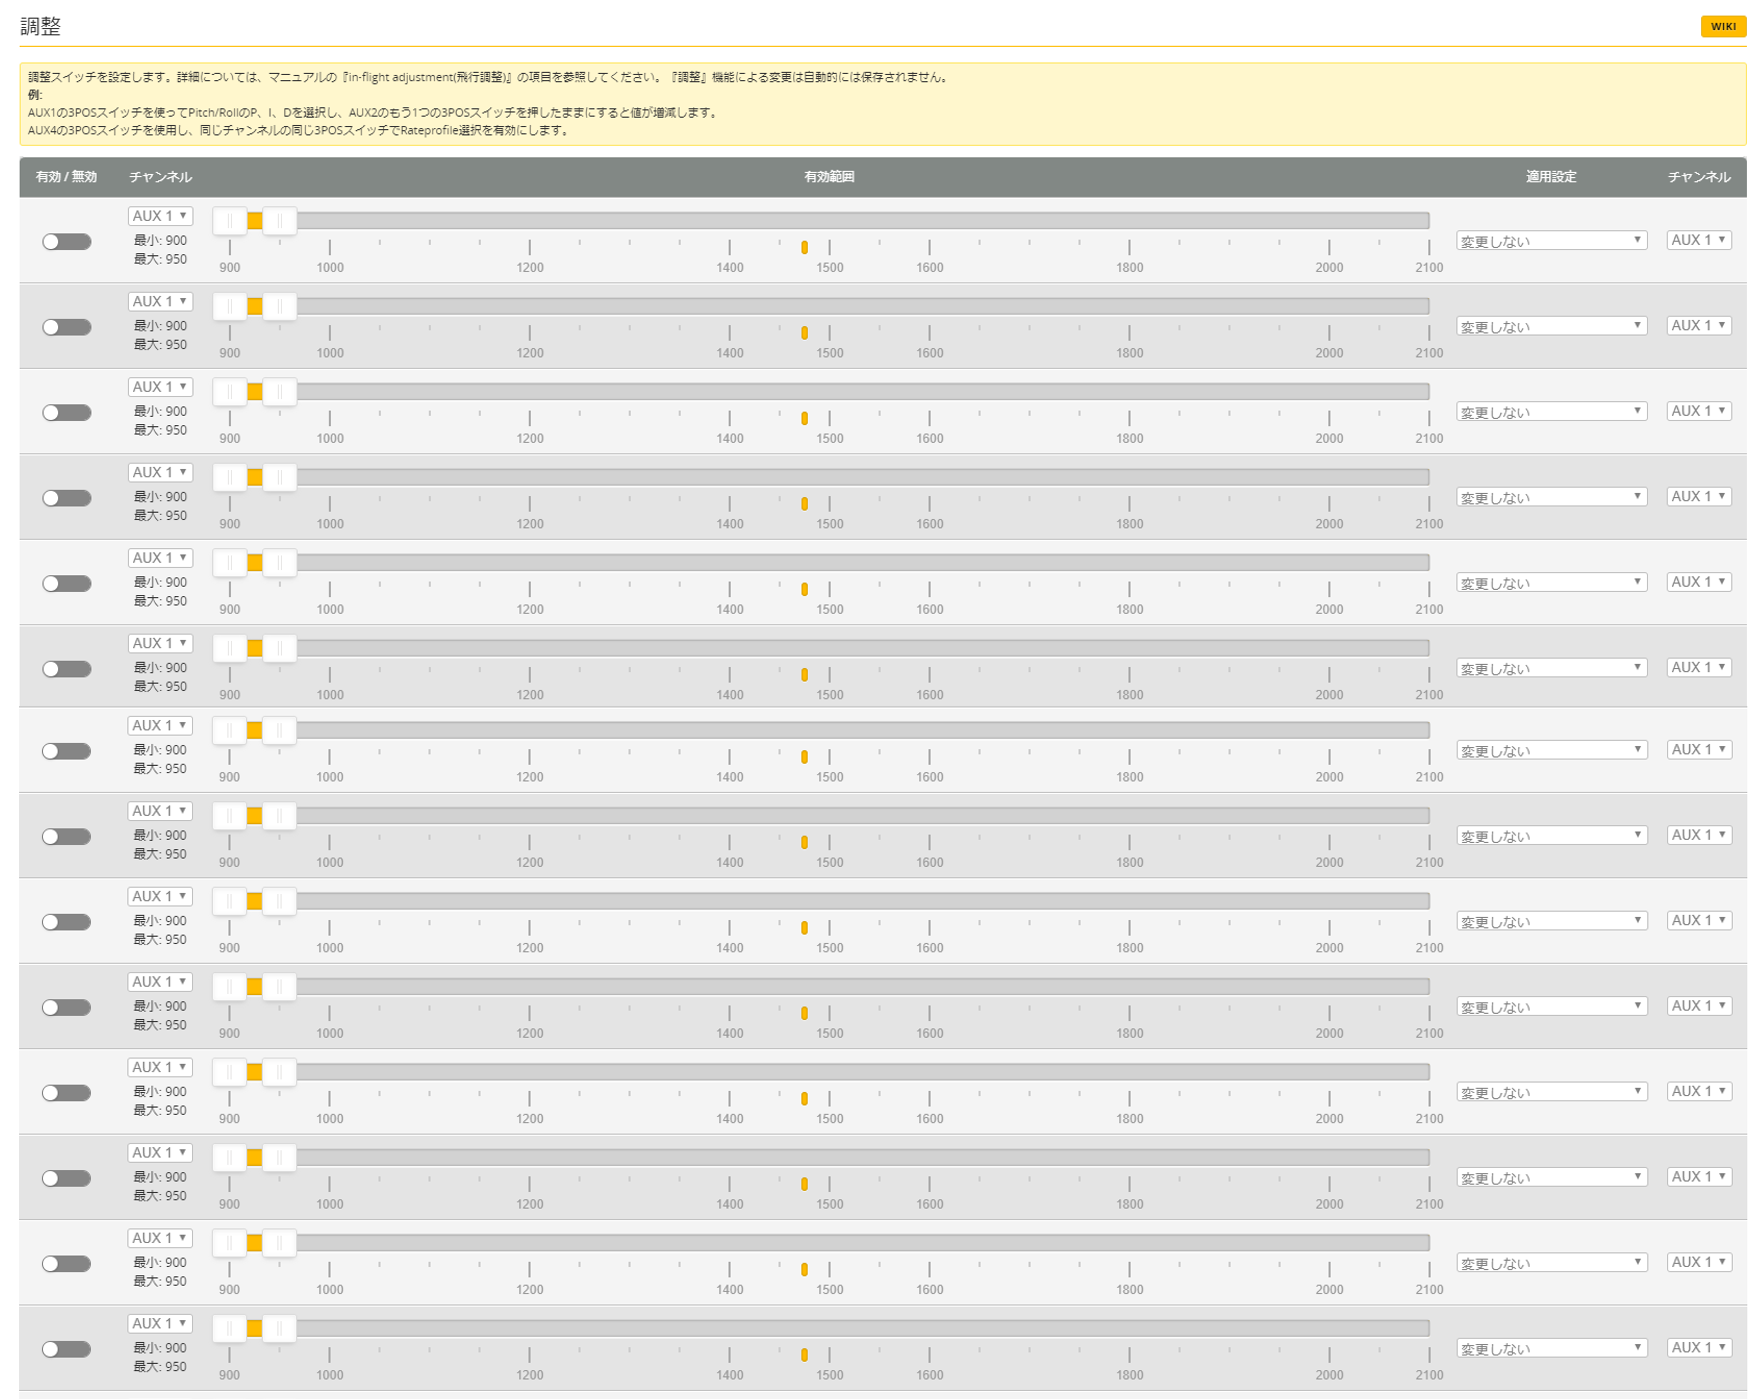 調整
WIKI
調整スイッチを設定します。詳細については、マニュアルの『in-flight adjustment(飛行調整)』の項目を参照してください。『調整』機能による変更は自動的には保存されません。
例:
AUX1の3POSスイッチを使ってPitch/RollのP、I、Dを選択し、AUX2のもう1つの3POSスイッチを押したままにすると値が増減します。
AUX4の3POSスイッチを使用し、同じチャンネルの同じ3POSスイッチでRateprofile選択を有効にします。
有効 / 無効 チャンネル 有効範囲 適用設定 チャンネル
AUX 1
最小: 900 変更しない AUX 1
最大: 950
900 1000 1200 1400 1500 1600 1800 2000 2100
AUX 1
最小: 900 変更しない AUX 1
最大: 950
900 1000 1200 1400 1500 1600 1800 2000 2100
AUX 1
最小: 900 変更しない AUX 1
最大: 950
900 1000 1200 1400 1500 1600 1800 2000 2100
AUX 1
最小: 900 変更しない AUX 1
最大: 950
900 1000 1200 1400 1500 1600 1800 2000 2100
AUX 1
最小: 900 変更しない AUX 1
最大: 950
900 1000 1200 1400 1500 1600 1800 2000 2100
AUX 1
最小: 900 変更しない AUX 1
最大: 950
900 1000 1200 1400 1500 1600 1800 2000 2100
AUX 1
最小: 900 変更しない AUX 1
最大: 950
900 1000 1200 1400 1500 1600 1800 2000 2100
AUX 1
最小: 900 変更しない AUX 1
最大: 950
900 1000 1200 1400 1500 1600 1800 2000 2100
AUX 1
最小: 900 変更しない AUX 1
最大: 950
900 1000 1200 1400 1500 1600 1800 2000 2100
AUX 1
最小: 900 変更しない AUX 1
最大: 950
900 1000 1200 1400 1500 1600 1800 2000 2100
AUX 1
最小: 900 変更しない AUX 1
最大: 950
900 1000 1200 1400 1500 1600 1800 2000 2100
AUX 1
最小: 900 変更しない AUX 1
最大: 950
900 1000 1200 1400 1500 1600 1800 2000 2100
AUX 1
最小: 900 変更しない AUX 1
最大: 950
900 1000 1200 1400 1500 1600 1800 2000 2100
AUX 1
最小: 900 変更しない AUX 1
最大: 950
900 1000 1200 1400 1500 1600 1800 2000 2100